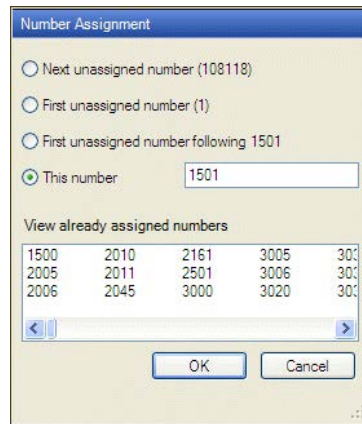 Number Assignment
Next unassigned number (108118)
First unassigned number (1)
First unassigned number following 1501
This number 1501
View already assigned numbers
1500 2010 2161 3005
2005 2011 2501 3006
2006 2045 3000 3020
OK Cancel